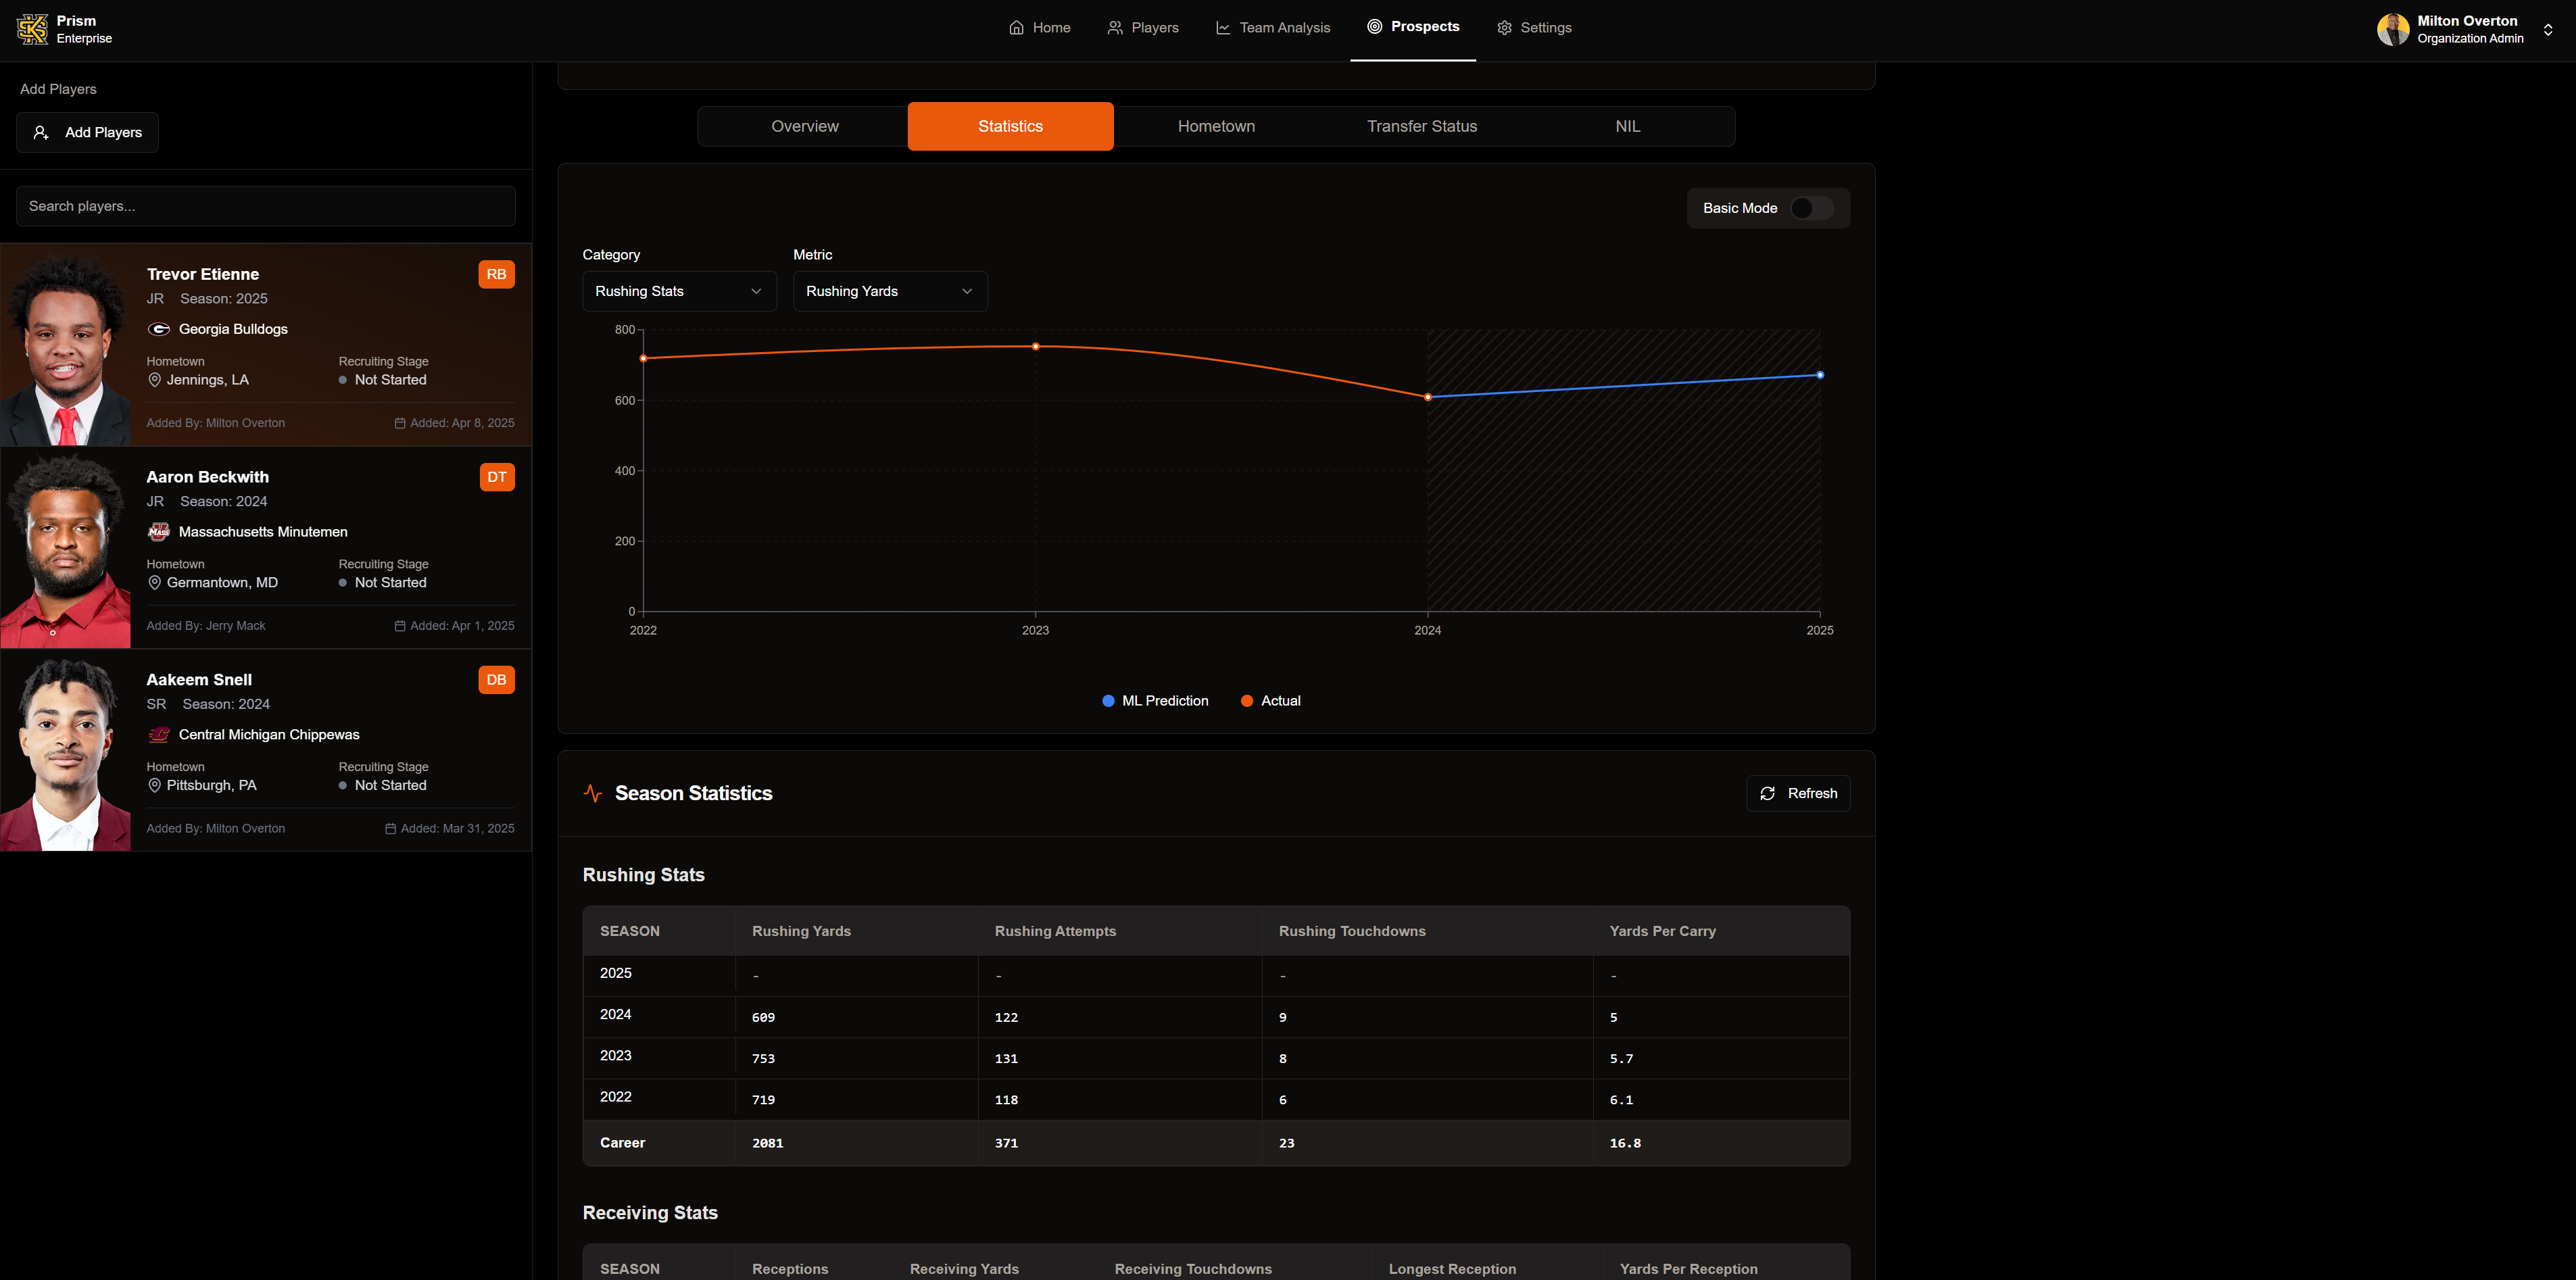 Prism
Enterprise
Home
Players
Team Analysis
Prospects
Settings
Milton Overton
Organization Admin
Add Players
Add Players
Search players...
Trevor Etienne
RB
JR Season: 2025
Georgia Bulldogs
Hometown
Recruiting Stage
Jennings, LA
Not Started
Added By: Milton Overton
Added: Apr 8, 2025
Aaron Beckwith
DT
JR Season: 2024
Massachusetts Minutemen
Hometown
Recruiting Stage
Germantown, MD
Not Started
Added By: Jerry Mack
Added: Apr 1, 2025
Aakeem Snell
DB
SR Season: 2024
Central Michigan Chippewas
Hometown
Recruiting Stage
Pittsburgh, PA
Not Started
Added By: Milton Overton
Added: Mar 31, 2025
Overview
Statistics
Hometown
Transfer Status
NIL
Basic Mode
Category
Metric
Rushing Stats
Rushing Yards
800
600
400
200
0
2022
2023
2024
2025
ML Prediction
Actual
Season Statistics
Refresh
Rushing Stats
SEASON Rushing Yards Rushing Attempts Rushing Touchdowns Yards Per Carry
2025 - - - -
2024 609 122 9 5
2023 753 131 8 5.7
2022 719 118 6 6.1
Career 2081 371 23 16.8
Receiving Stats
SEASON Receptions Receiving Yards Receiving Touchdowns Longest Reception Yards Per Reception